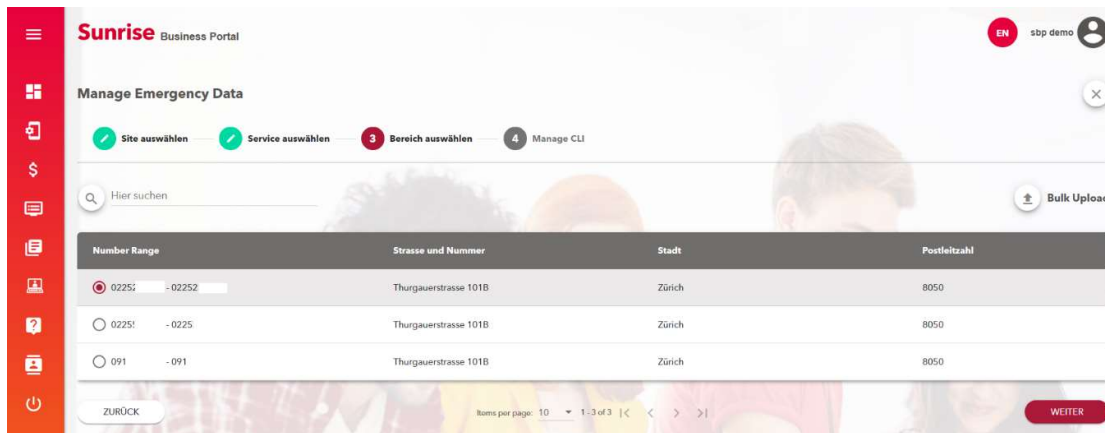 Sunrise Business Portal
EN sbp demo
Manage Emergency Data
Site auswählen Service auswählen 3 Bereich auswählen 4 Manage CLI
Hier suchen
Bulk Upload
Number Range Strasse und Nummer Stadt Postleitzahl
- 02252 Thurgauerstrasse 101B Zürich 8050
- 0225 Thurgauerstrasse 101B Zürich 8050
091 - 091 Thurgauerstrasse 101B Zürich 8050
ZURÜCK Items per page: 10 1 - 3 of 3 |< < > >| WEITER